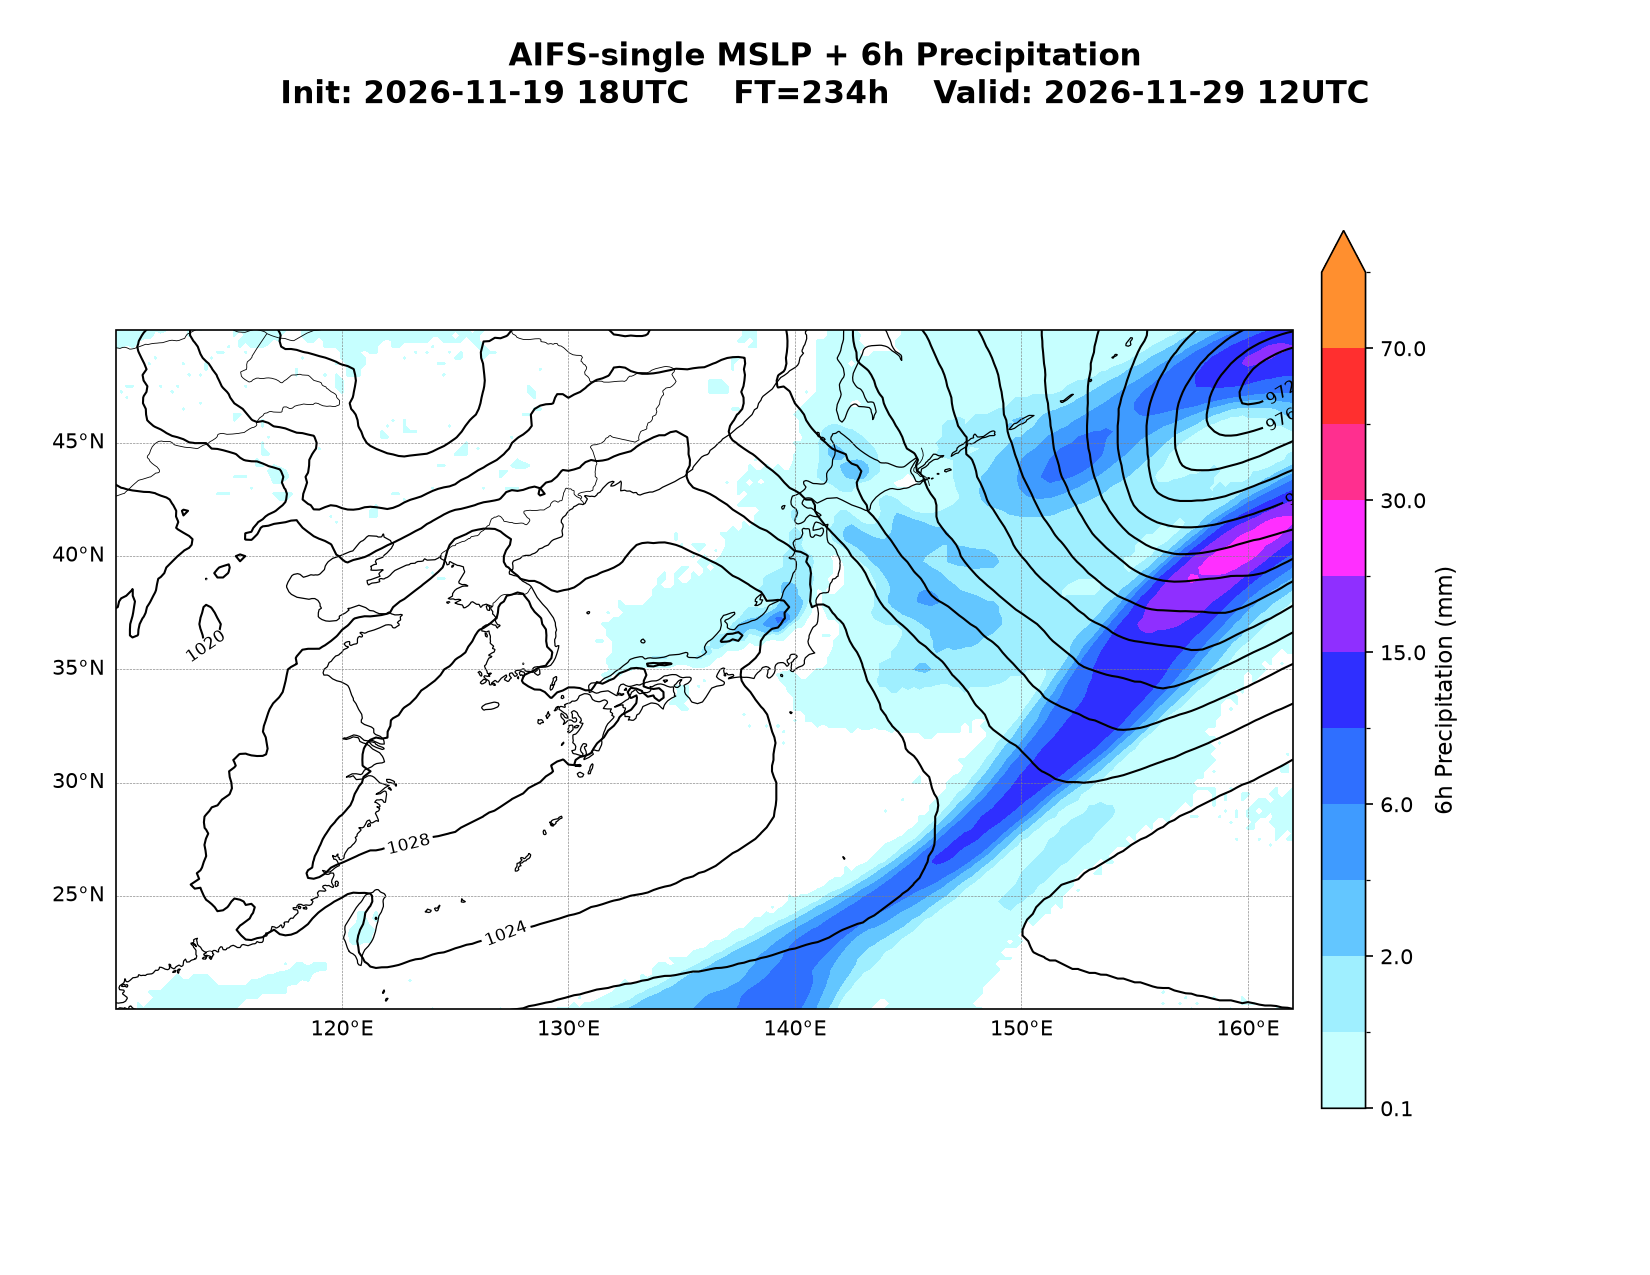 AIFS-single MSLP + 6h Precipitation
Init: 2026-11-19 18UTC    FT=234h    Valid: 2026-11-29 12UTC
70.0
30.0
15.0
6.0
2.0
0.1
6h Precipitation (mm)
45°N
40°N
35°N
30°N
25°N
972
976
1020
1028
1024
120°E
130°E
140°E
150°E
160°E